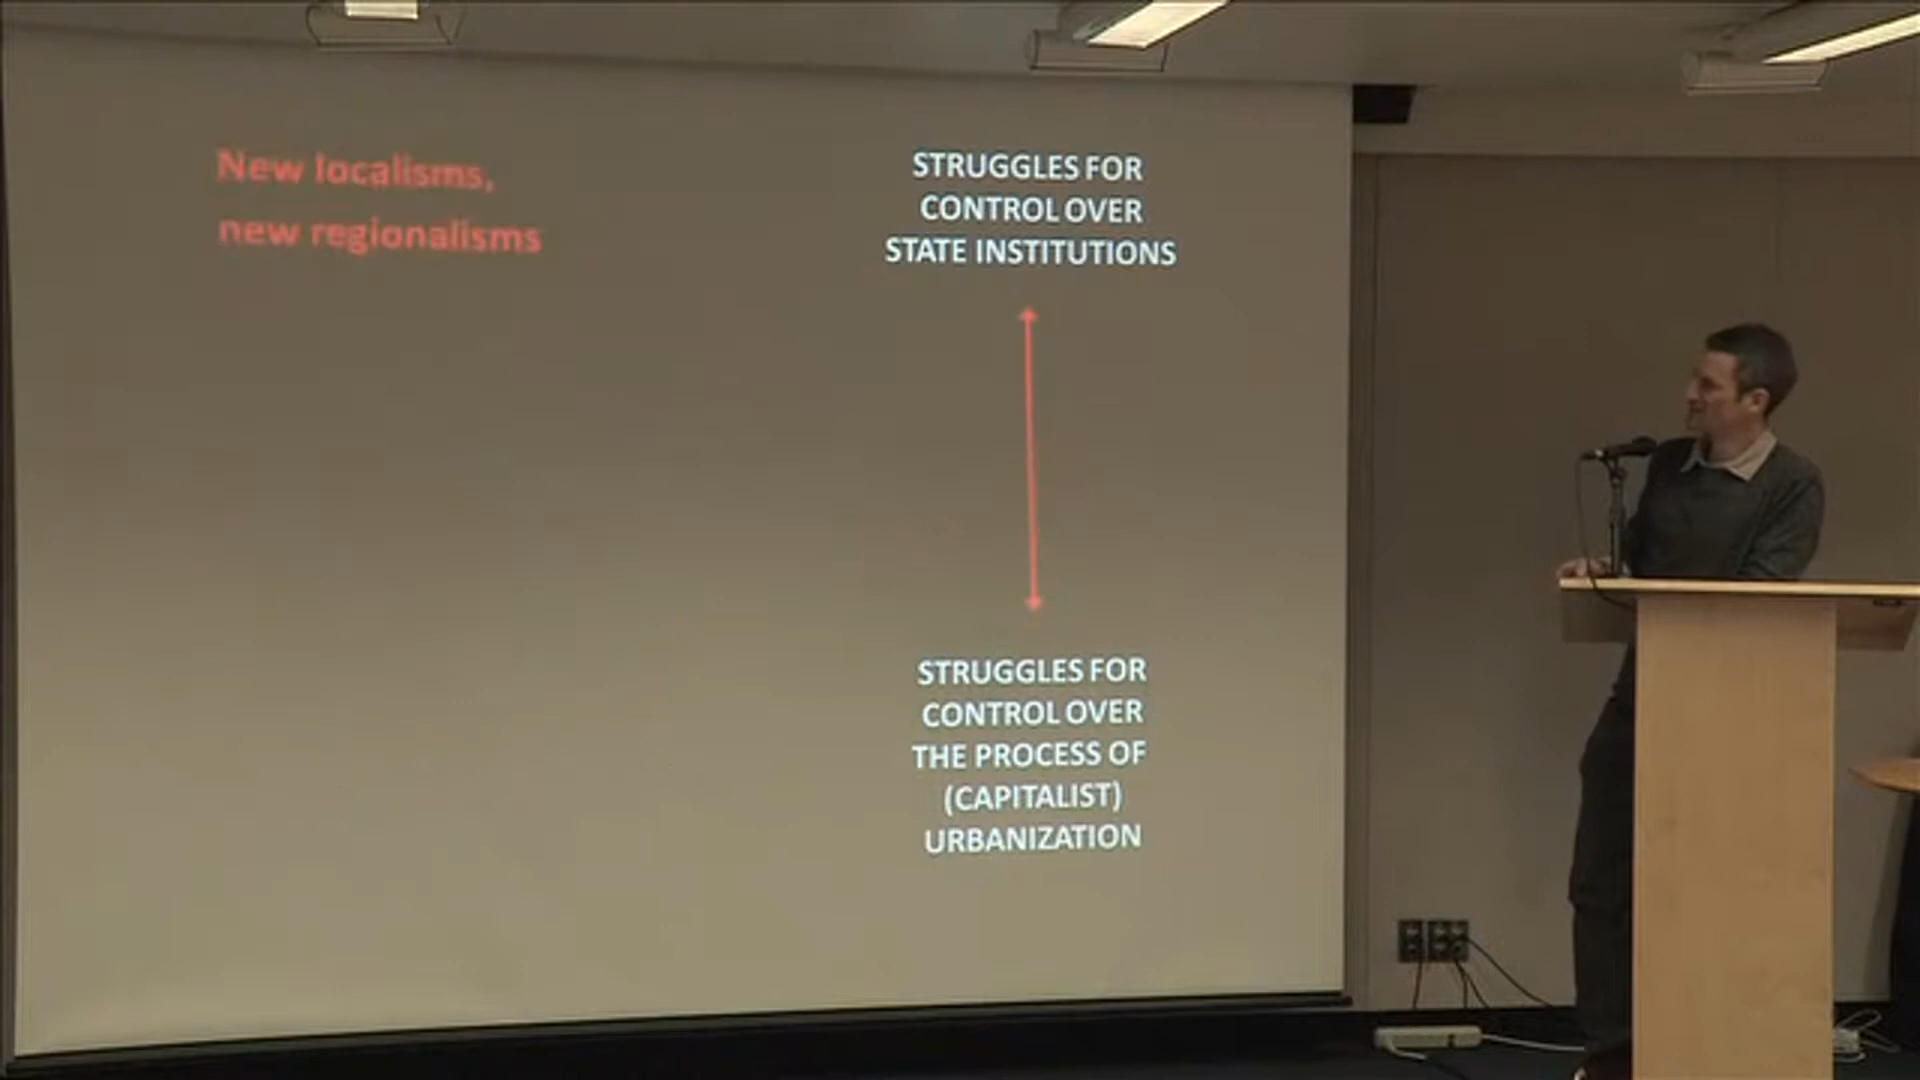 New localisms,
new regionalisms
STRUGGLES FOR
CONTROL OVER
STATE INSTITUTIONS
STRUGGLES FOR
CONTROL OVER
THE PROCESS OF
(CAPITALIST)
URBANIZATION